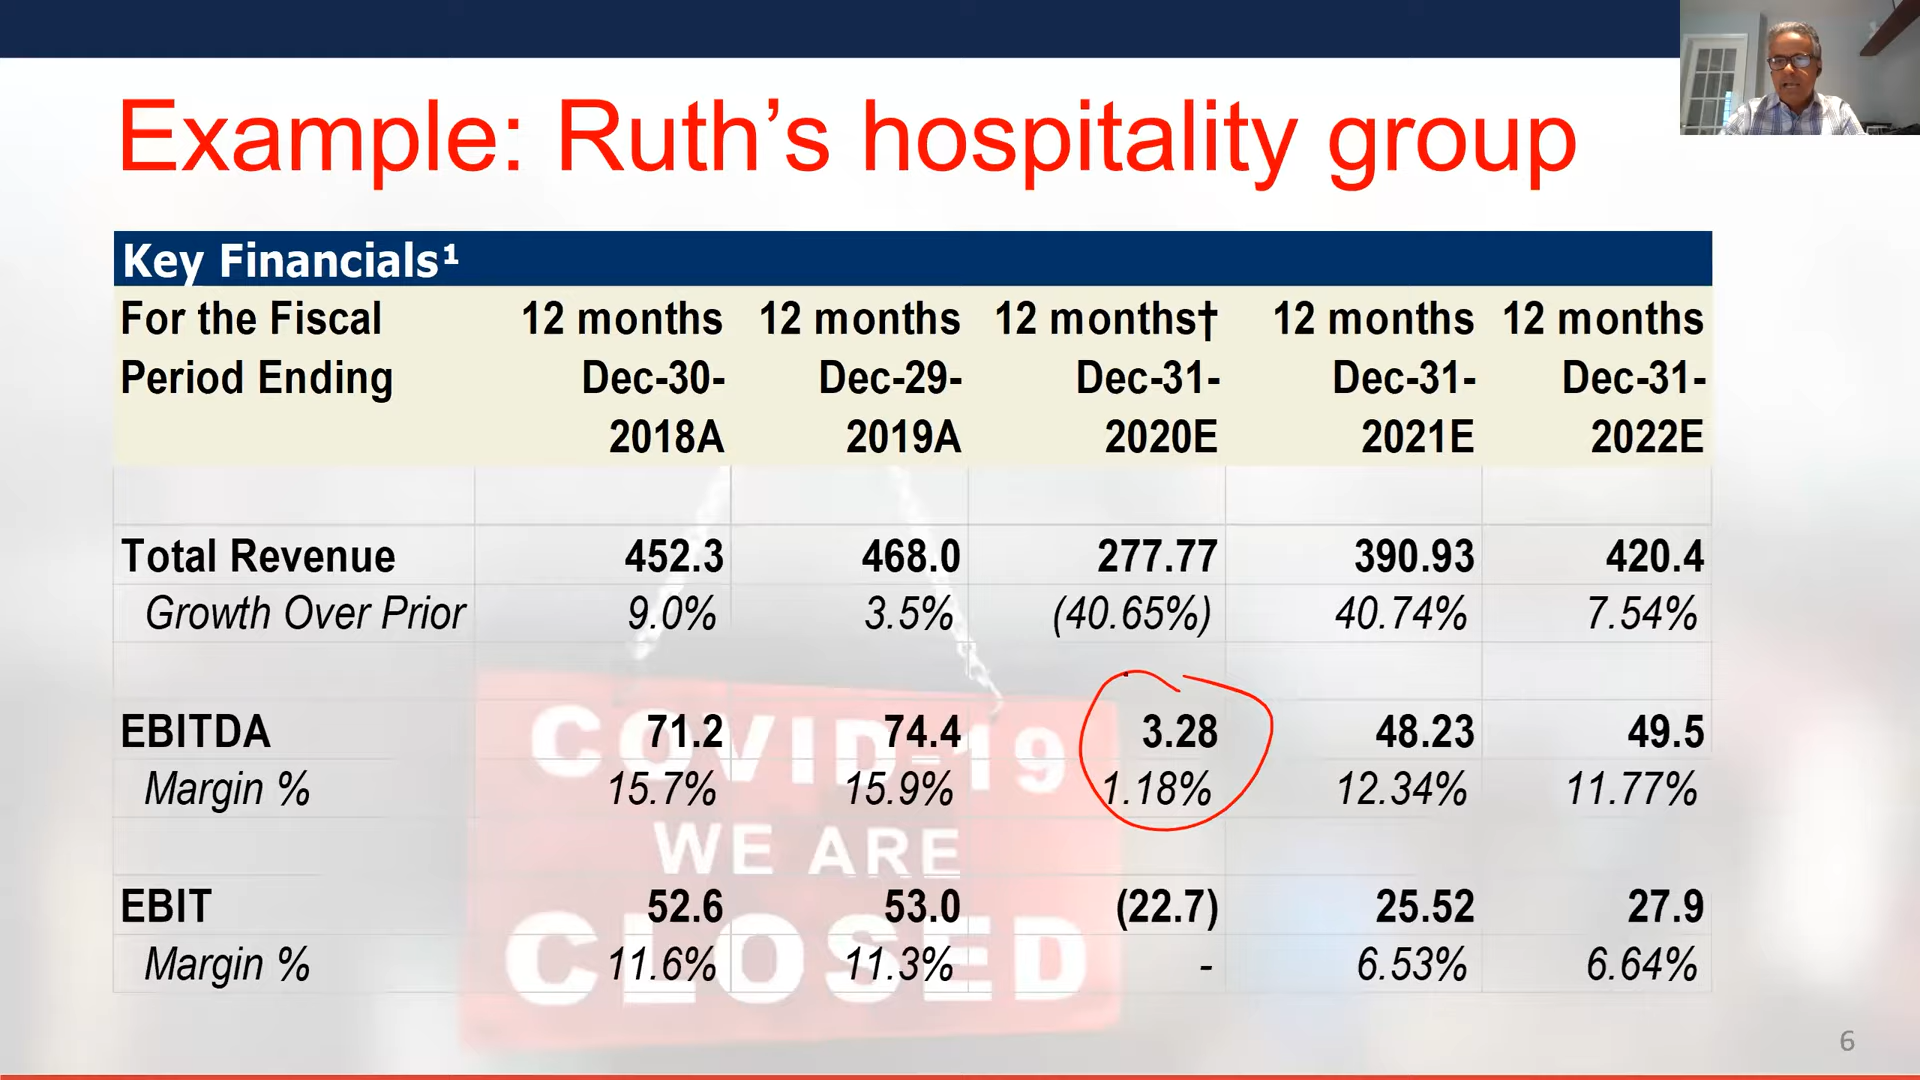 Example: Ruth's hospitality group
Key Financials¹
For the Fiscal 12 months 12 months 12 months† 12 months 12 months
Period Ending Dec-30- Dec-29- Dec-31- Dec-31- Dec-31-
2018A 2019A 2020E 2021E 2022E
Total Revenue 452.3 468.0 277.77 390.93 420.4
Growth Over Prior 9.0% 3.5% (40.65%) 40.74% 7.54%
EBITDA 71.2 74.4 3.28 48.23 49.5
Margin % 15.7% 15.9% 1.18% 12.34% 11.77%
EBIT 52.6 53.0 (22.7) 25.52 27.9
Margin % 11.6% 11.3% - 6.53% 6.64%
COVID-19
WE ARE
CLOSED
6